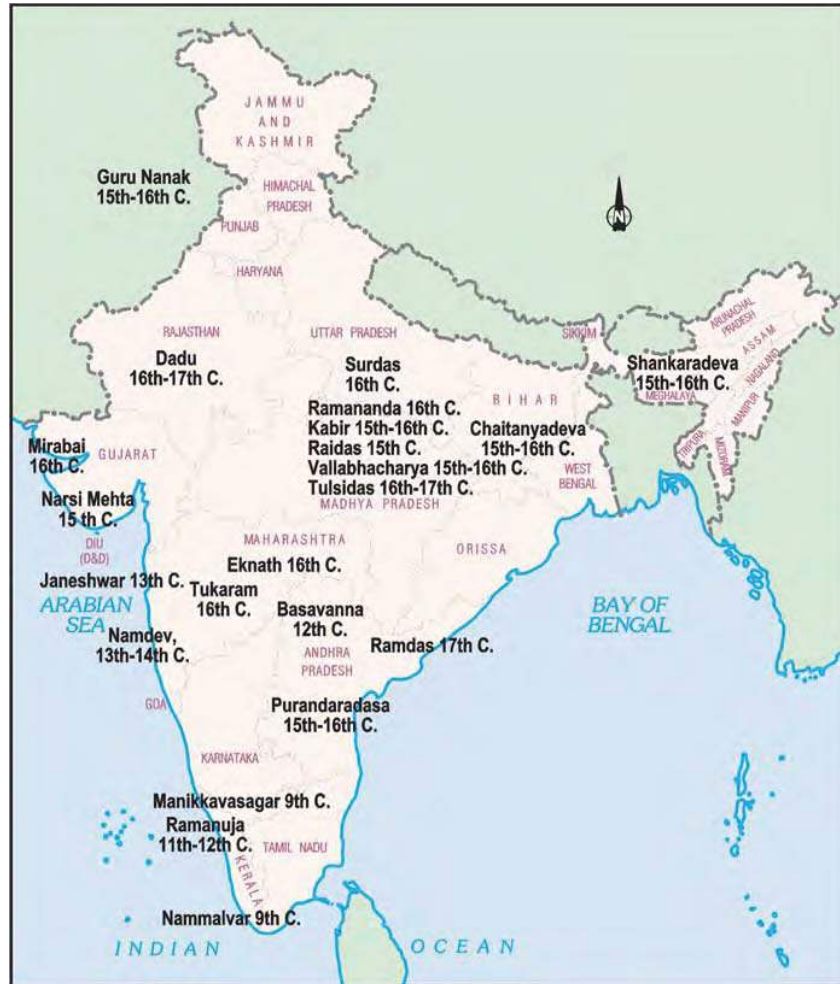 JAMMU
AND
KASHMIR
Guru Nanak
15th-16th C.
HIMACHAL
PRADESH
PUNJAB
N
HARYANA
RAJASTHAN
UTTAR PRADESH
SIKKIM
ARUNACHAL
PRADESH
ASSAM
NAGALAND
Dadu
16th-17th C.
Surdas
16th C.
Shankaradeva
15th-16th C.
MEGHALAYA
MANIPUR
BIHAR
Ramananda 16th C.
Kabir 15th-16th C.
Raidas 15th C.
Vallabhacharya 15th-16th C.
Tulsidas 16th-17th C.
Chaitanyadeva
15th-16th C.
TRIPURA
MIZORAM
Mirabai
16th C.
GUJARAT
WEST
BENGAL
Narsi Mehta
15 th C.
MADHYA PRADESH
DIU
(D&D)
MAHARASHTRA
ORISSA
Eknath 16th C.
Janeshwar 13th C.
Tukaram
16th C.
ARABIAN
SEA
Basavanna
12th C.
BAY OF
BENGAL
Namdev,
13th-14th C.
Ramdas 17th C.
ANDHRA
PRADESH
GOA
Purandaradasa
15th-16th C.
KARNATAKA
Manikkavasagar 9th C.
Ramanuja
11th-12th C.
TAMIL NADU
KERALA
Nammalvar 9th C.
INDIAN OCEAN